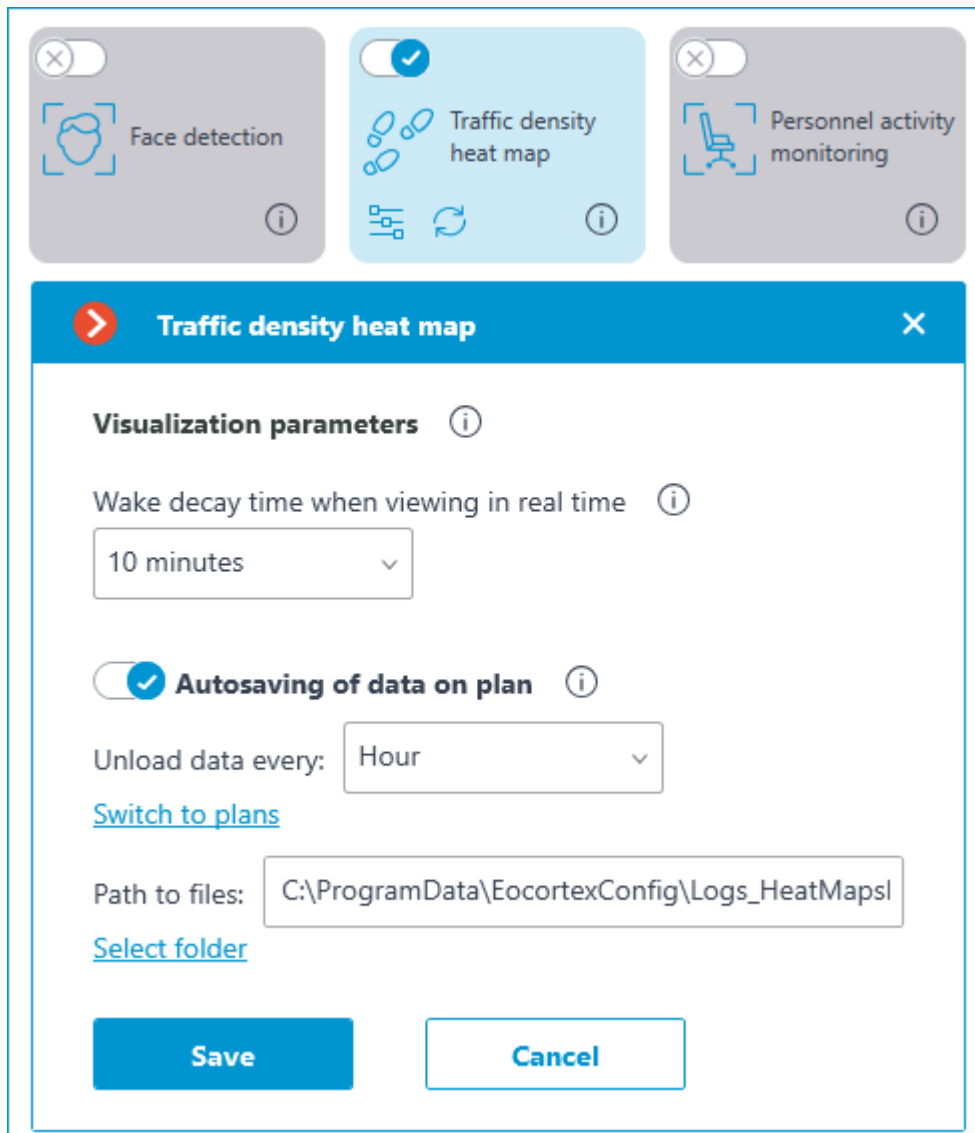 Face detection
Traffic density
heat map
Personnel activity
monitoring
Traffic density heat map
Visualization parameters
Wake decay time when viewing in real time
10 minutes
Autosaving of data on plan
Unload data every:
Hour
Switch to plans
Path to files:
C:\ProgramData\EocortexConfig\Logs_HeatMaps
Select folder
Save
Cancel